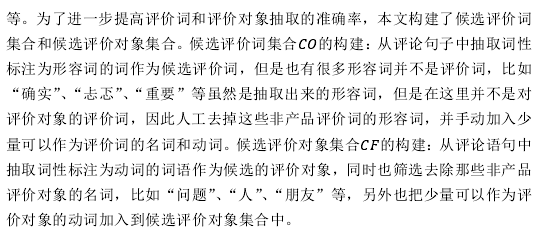 等。为了进一步提高评价词和评价对象抽取的准确率，本文构建了候选评价词
集合和候选评价对象集合。候选评价词集合CO的构建：从评论句子中抽取词性
标注为形容词的词作为候选评价词，但是也有很多形容词并不是评价词，比如
“确实”、“忐忑”、“重要”等虽然是抽取出来的形容词，但是在这里并不是对
评价对象的评价词，因此人工去掉这些非产品评价词的形容词，并手动加入少
量可以作为评价词的名词和动词。候选评价对象集合CF的构建：从评论语句中
抽取词性标注为动词的词语作为候选的评价对象，同时也筛选去除那些非产品
评价对象的名词，比如“问题”、“人”、“朋友”等，另外也把少量可以作为评
价对象的动词加入到候选评价对象集合中。